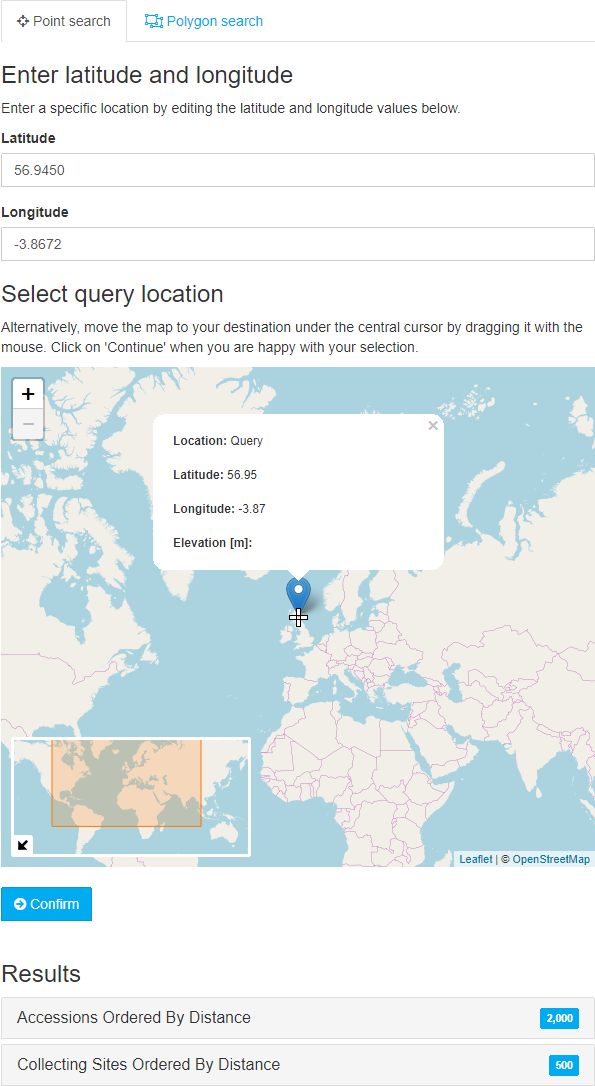 Point search
Polygon search
Enter latitude and longitude
Enter a specific location by editing the latitude and longitude values below.
Latitude
56.9450
Longitude
-3.8672
Select query location
Alternatively, move the map to your destination under the central cursor by dragging it with the
mouse. Click on 'Continue' when you are happy with your selection.
+
−
×
Location: Query
Latitude: 56.95
Longitude: -3.87
Elevation [m]:
Leaflet | © OpenStreetMap
Confirm
Results
Accessions Ordered By Distance 2,000
Collecting Sites Ordered By Distance 500